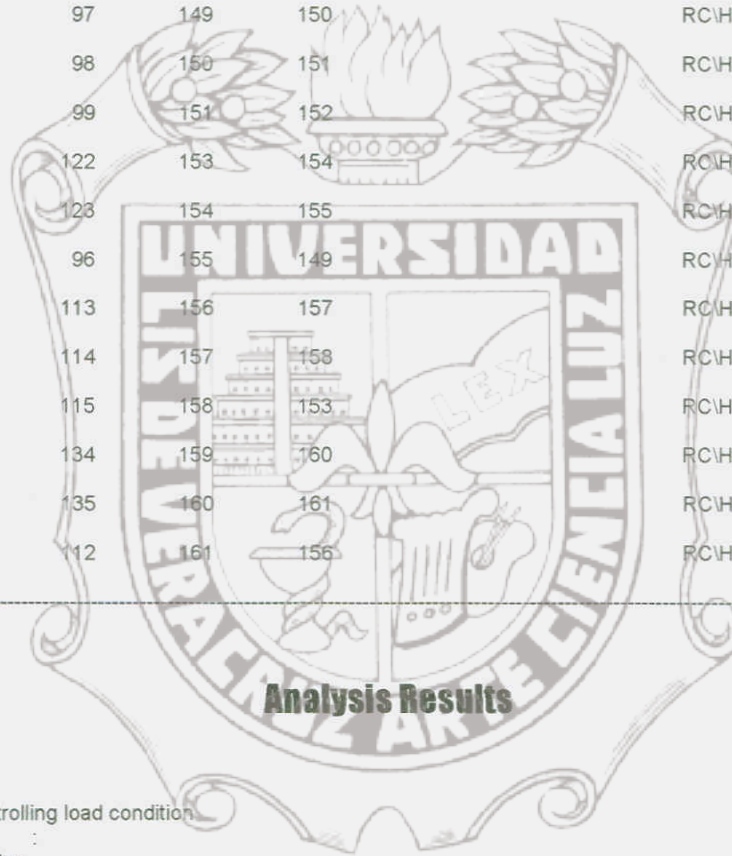 97 149 150 RC\H
98 150 151 RC\H
99 151 152 RC\H
122 153 154 RC\H
123 154 155 RC\H
96 155 149 RC\H
113 156 157 RC\H
114 157 158 RC\H
115 158 153 RC\H
134 159 160 RC\H
135 160 161 RC\H
112 161 156 RC\H
UNIVERSIDAD
LIS DE VERACRUZ ARTE CIENCIA LUZ
LEX
Analysis Results
trolling load condition
: